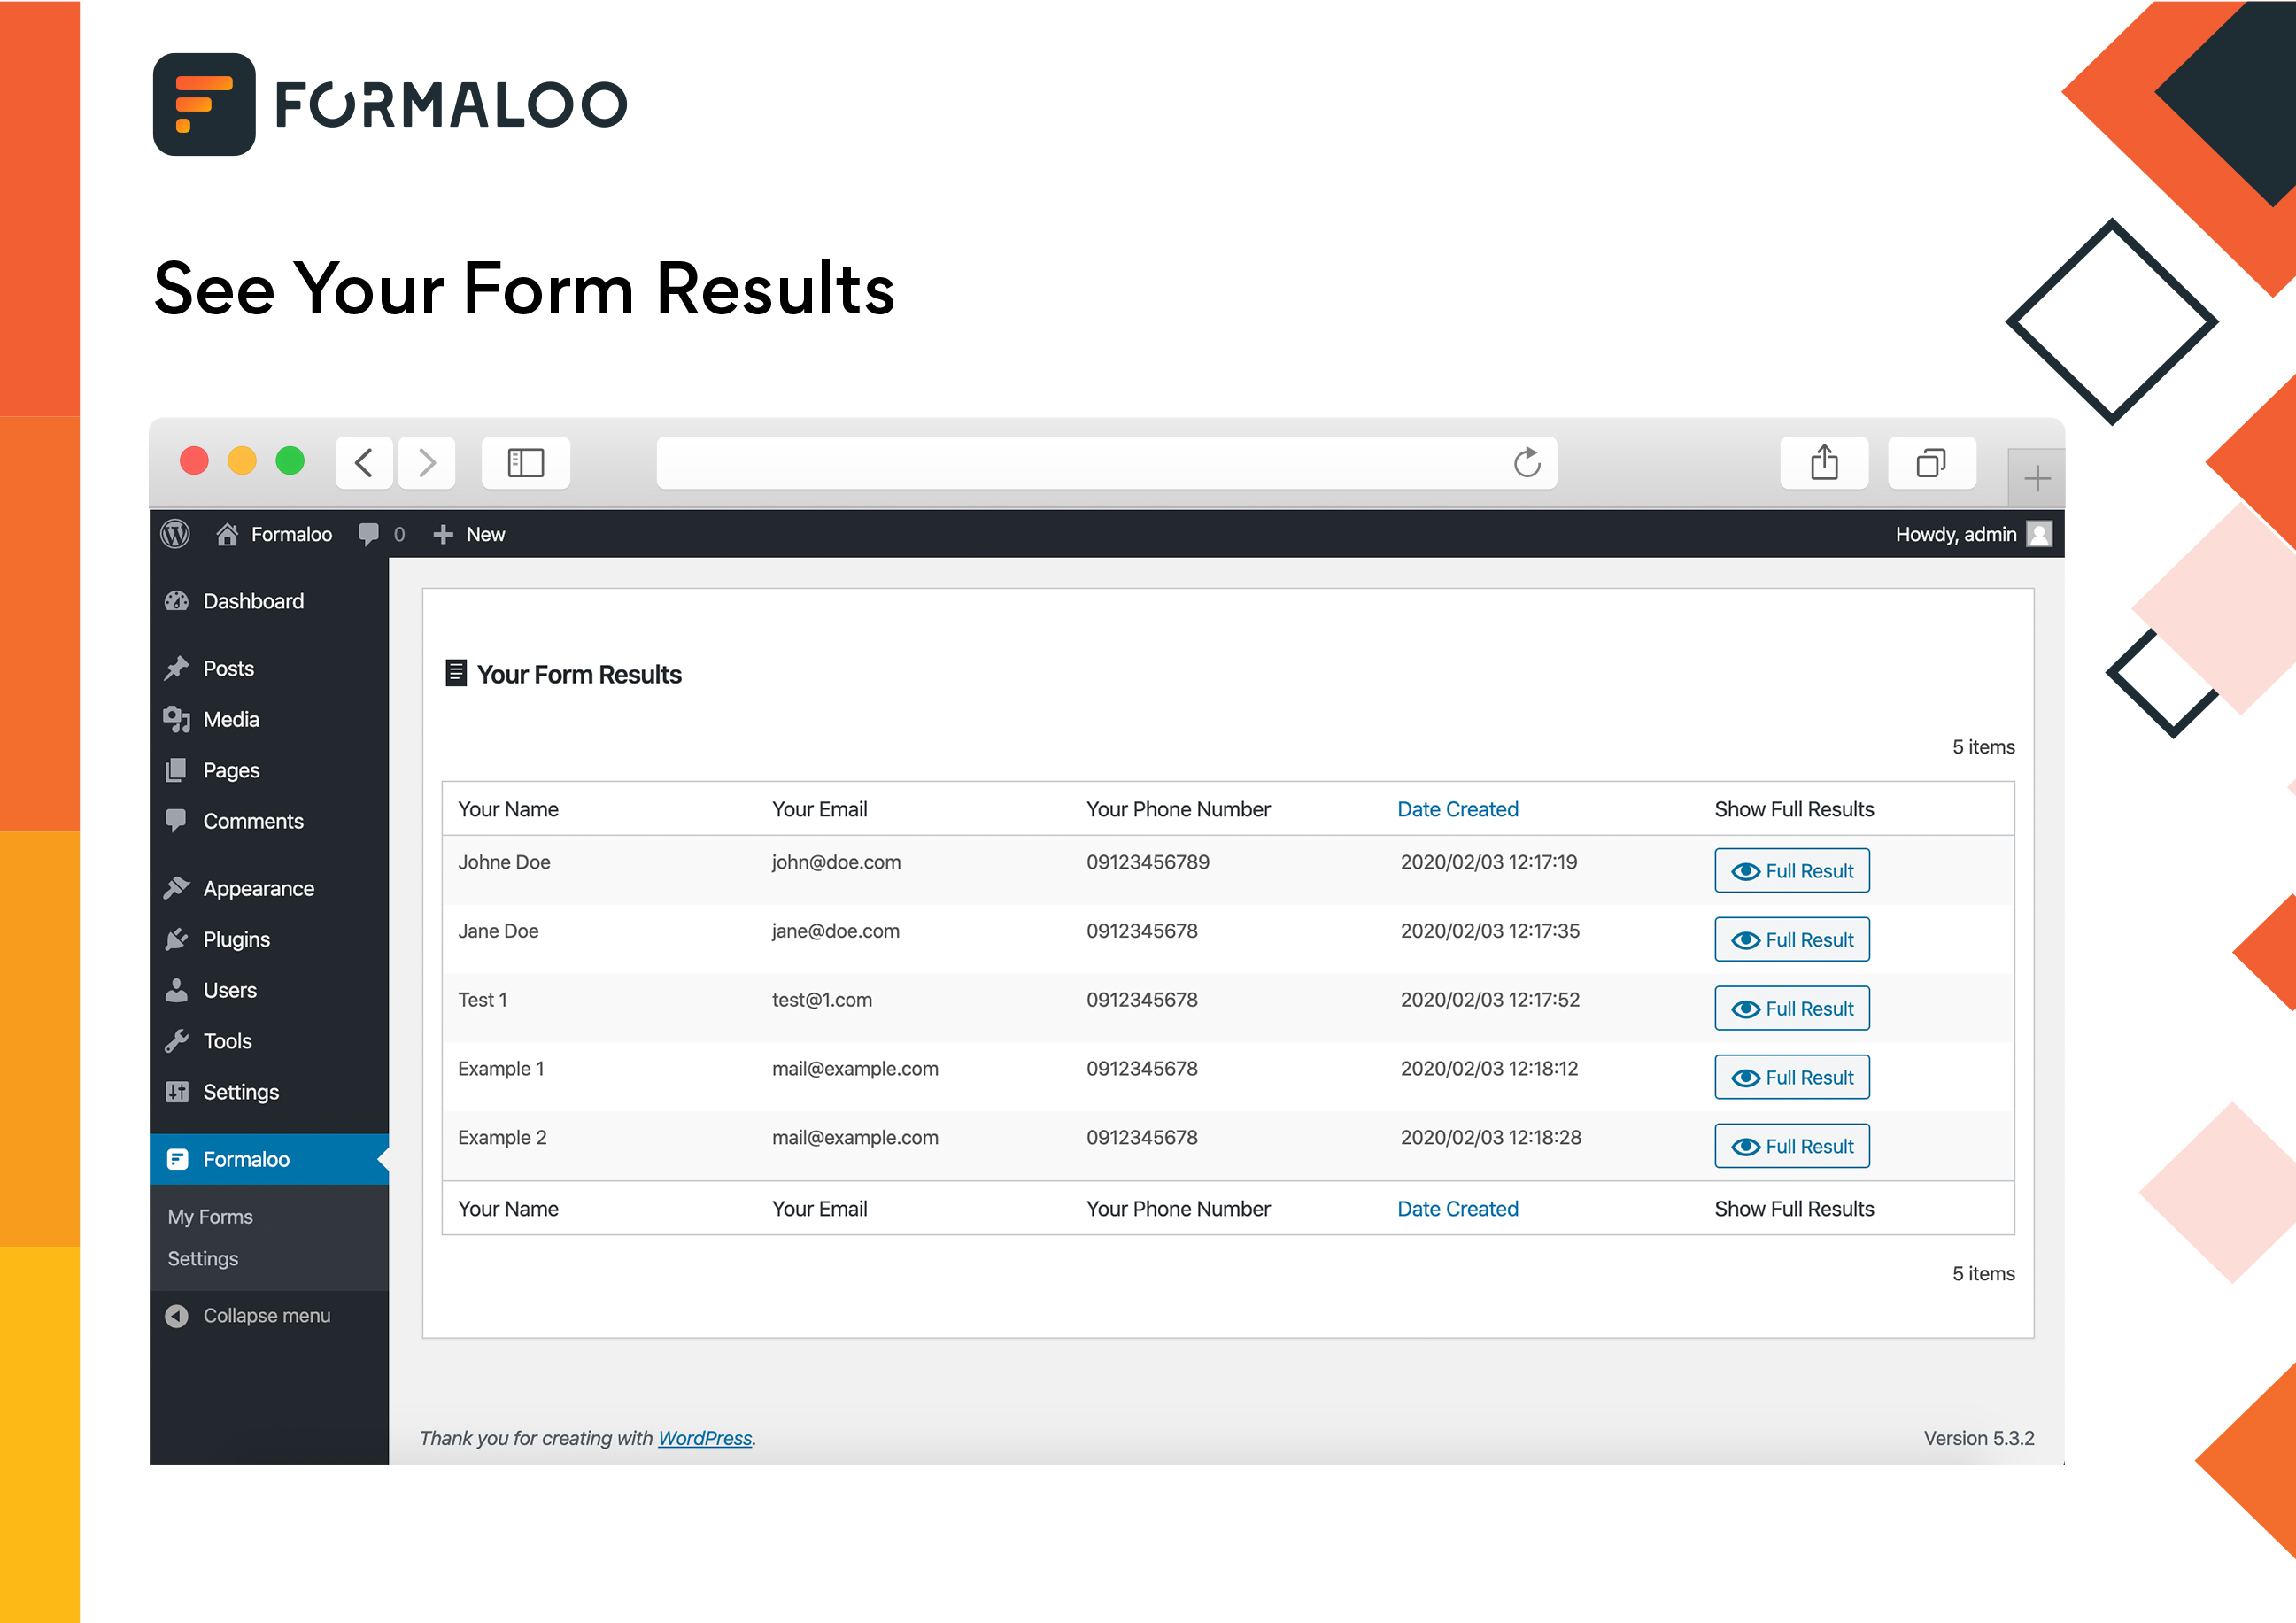 FORMALOO
See Your Form Results
Formaloo 0 New Howdy, admin
Dashboard
Posts
Media
Pages
Comments
Appearance
Plugins
Users
Tools
Settings
Formaloo
My Forms
Settings
Collapse menu
Your Form Results
5 items
Your Name Your Email Your Phone Number Date Created Show Full Results
Johne Doe john@doe.com 09123456789 2020/02/03 12:17:19 Full Result
Jane Doe jane@doe.com 0912345678 2020/02/03 12:17:35 Full Result
Test 1 test@1.com 0912345678 2020/02/03 12:17:52 Full Result
Example 1 mail@example.com 0912345678 2020/02/03 12:18:12 Full Result
Example 2 mail@example.com 0912345678 2020/02/03 12:18:28 Full Result
Your Name Your Email Your Phone Number Date Created Show Full Results
5 items
Thank you for creating with WordPress. Version 5.3.2